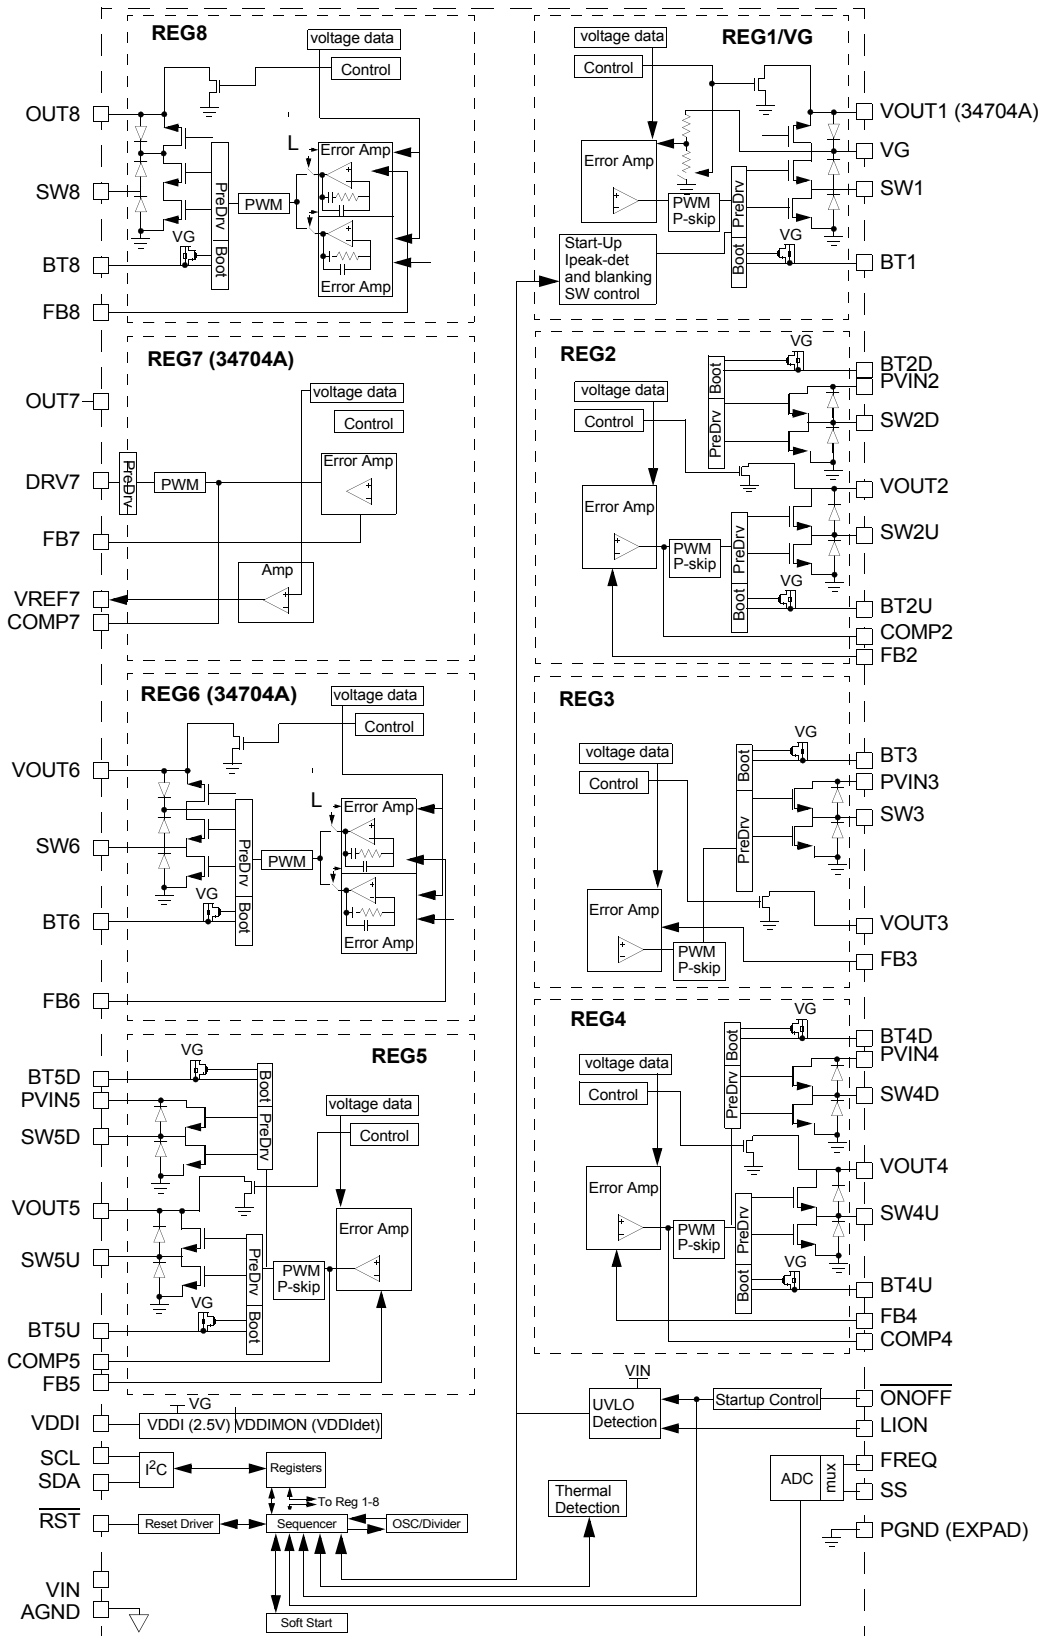 REG8
voltage data
Control
OUT8
L
Error Amp
SW8
PreDrv
PWM
VG
BT8
Boot
Error Amp
FB8
REG7 (34704A)
voltage data
OUT7
Control
Error Amp
DRV7
PreDrv
PWM
FB7
Amp
VREF7
COMP7
REG6 (34704A)
voltage data
Control
VOUT6
L
Error Amp
SW6
PreDrv
PWM
VG
BT6
Boot
Error Amp
FB6
REG5
VG
BT5D
Boot
PVIN5
voltage data
SW5D
PreDrv
Control
VOUT5
Error Amp
SW5U
PreDrv
PWM
P-skip
VG
BT5U
Boot
COMP5
FB5
VG
VDDI
VDDI (2.5V)
VDDIMON (VDDIdet)
SCL
SDA
I2C
Registers
To Reg 1-8
RST
Reset Driver
Sequencer
OSC/Divider
VIN
AGND
Soft Start
REG1/VG
voltage data
Control
VOUT1 (34704A)
Error Amp
VG
SW1
PWM
P-skip
PreDrv
Start-Up
Ipeak-det
and blanking
SW control
VG
Boot
BT1
REG2
VG
Boot
BT2D
PVIN2
voltage data
Control
PreDrv
SW2D
VOUT2
Error Amp
PWM
P-skip
PreDrv
SW2U
VG
Boot
BT2U
COMP2
FB2
REG3
VG
voltage data
Boot
BT3
Control
PVIN3
PreDrv
SW3
Error Amp
VOUT3
PWM
P-skip
FB3
REG4
VG
Boot
BT4D
voltage data
PVIN4
Control
PreDrv
SW4D
VOUT4
Error Amp
PWM
P-skip
PreDrv
SW4U
VG
Boot
BT4U
FB4
COMP4
VIN
UVLO
Detection
Startup Control
ONOFF
LION
Thermal
Detection
ADC
mux
FREQ
SS
PGND (EXPAD)